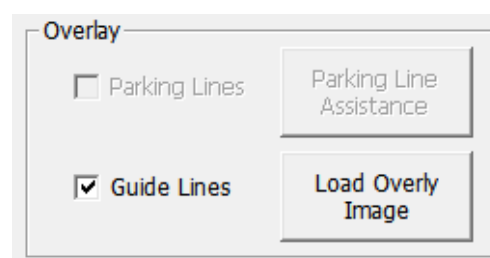 Overlay
Parking Lines
Parking Line
Assistance
Guide Lines
Load Overly
Image